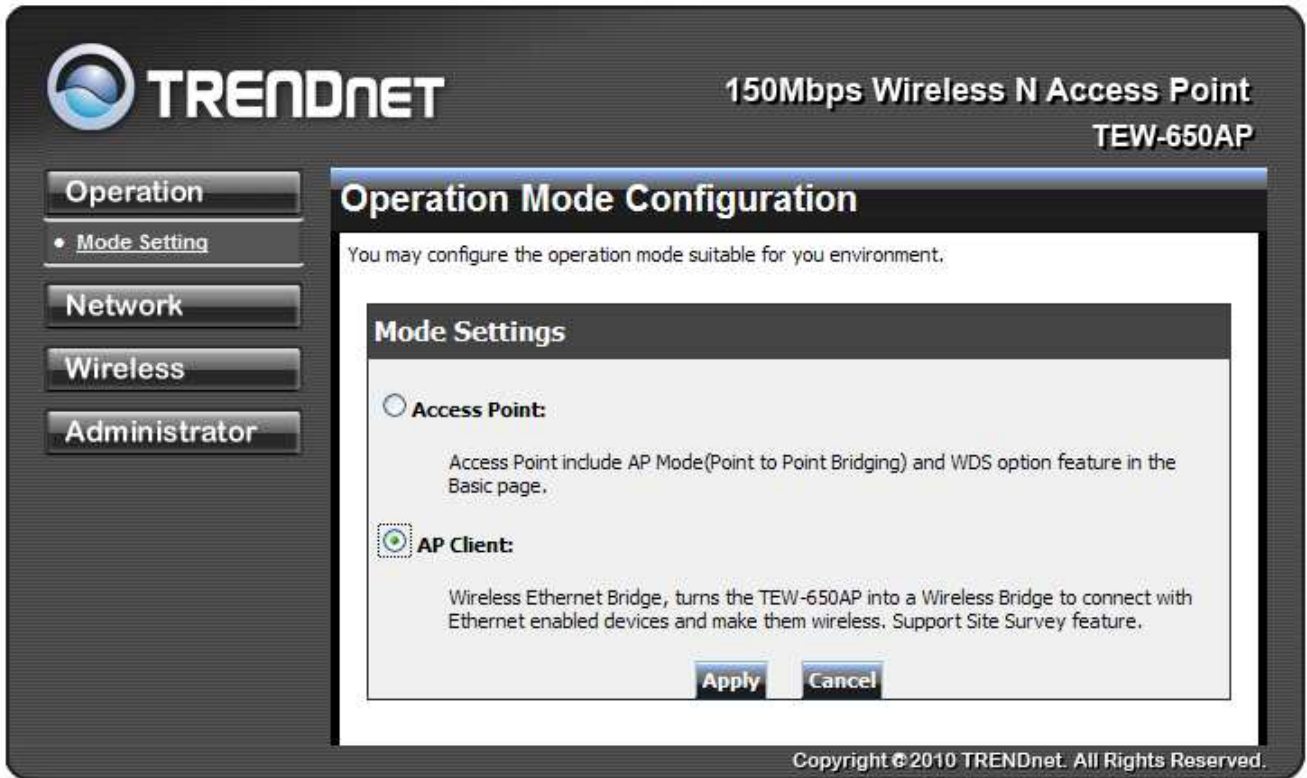 TRENDnet
150Mbps Wireless N Access Point
TEW-650AP
Operation
• Mode Setting
Network
Wireless
Administrator
Operation Mode Configuration
You may configure the operation mode suitable for you environment.
Mode Settings
Access Point:
Access Point include AP Mode(Point to Point Bridging) and WDS option feature in the
Basic page.
AP Client:
Wireless Ethernet Bridge, turns the TEW-650AP into a Wireless Bridge to connect with
Ethernet enabled devices and make them wireless. Support Site Survey feature.
Apply Cancel
Copyright © 2010 TRENDnet. All Rights Reserved.